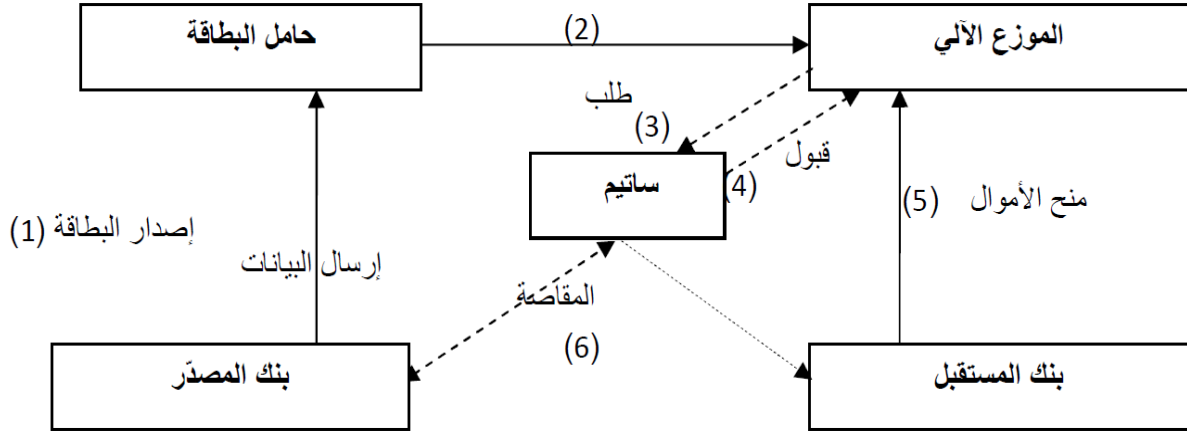 حامل البطاقة
(2)
الموزع الآلي
طلب
(3)
قبول
ساتيم
(4)
منح الأموال (5)
إصدار البطاقة (1)
إرسال البيانات
المقاصة
(6)
بنك المصدّر
بنك المستقبل